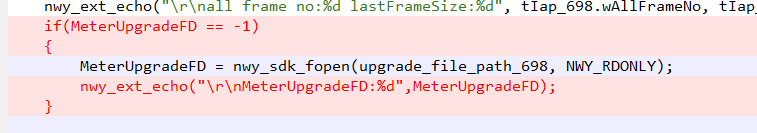 nwy_ext_echo("\r\nall frame no:%d lastFrameSize:%d", tIap_698.wAllFrameNo, tIap_
if(MeterUpgradeFD == -1)
{
MeterUpgradeFD = nwy_sdk_fopen(upgrade_file_path_698, NWY_RDONLY);
nwy_ext_echo("\r\nMeterUpgradeFD:%d",MeterUpgradeFD);
}